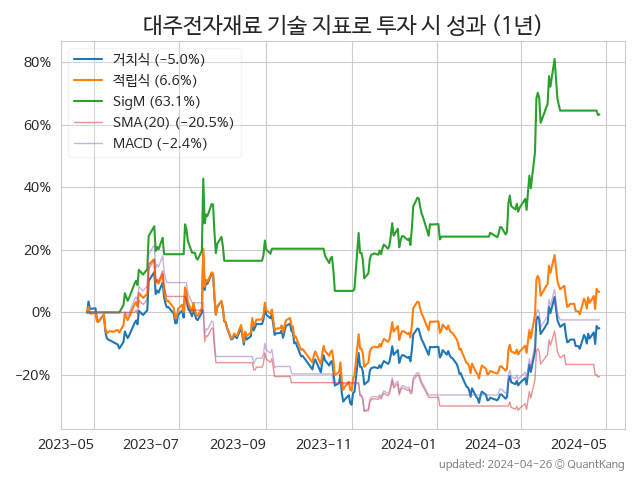 대주전자재료 기술 지표로 투자 시 성과 (1년)
거치식 (−5.0%)
적립식 (6.6%)
SigM (63.1%)
SMA(20) (−20.5%)
MACD (−2.4%)
80%
60%
40%
20%
0%
−20%
2023-05 2023-07 2023-09 2023-11 2024-01 2024-03 2024-05
updated: 2024-04-26 © QuantKang